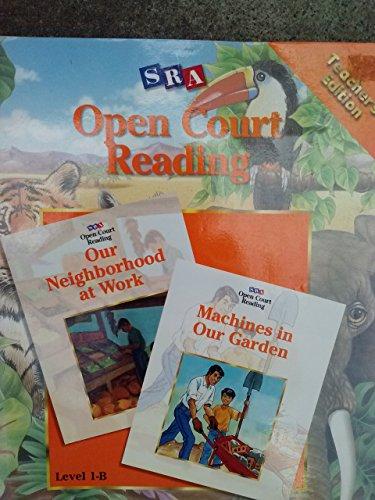 SRA
Open Court
Reading
Teacher's
Edition
SRA
Open Court
Reading
Our
Neighborhood
at Work
SRA
Open Court
Reading
Machines in
Our Garden
Level 1-B